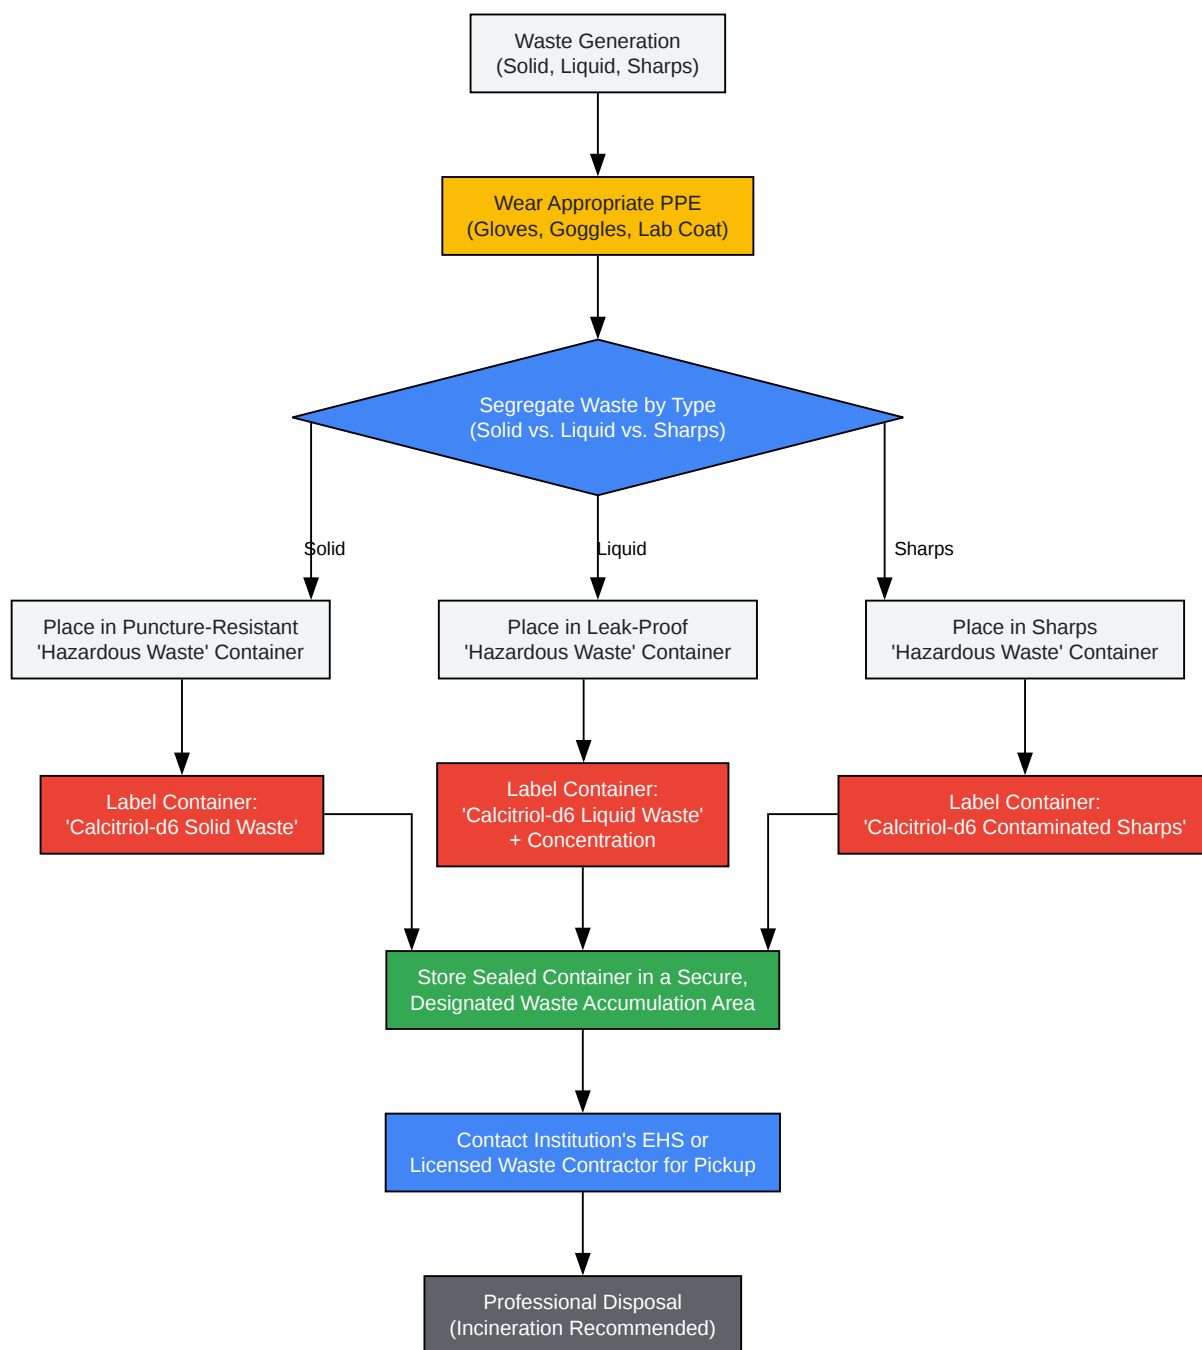 Waste Generation
(Solid, Liquid, Sharps)
Wear Appropriate PPE
(Gloves, Goggles, Lab Coat)
Segregate Waste by Type
(Solid vs. Liquid vs. Sharps)
Solid
Liquid
Sharps
Place in Puncture-Resistant
'Hazardous Waste' Container
Place in Leak-Proof
'Hazardous Waste' Container
Place in Sharps
'Hazardous Waste' Container
Label Container:
'Calcitriol-d6 Solid Waste'
Label Container:
'Calcitriol-d6 Liquid Waste'
+ Concentration
Label Container:
'Calcitriol-d6 Contaminated Sharps'
Store Sealed Container in a Secure,
Designated Waste Accumulation Area
Contact Institution's EHS or
Licensed Waste Contractor for Pickup
Professional Disposal
(Incineration Recommended)